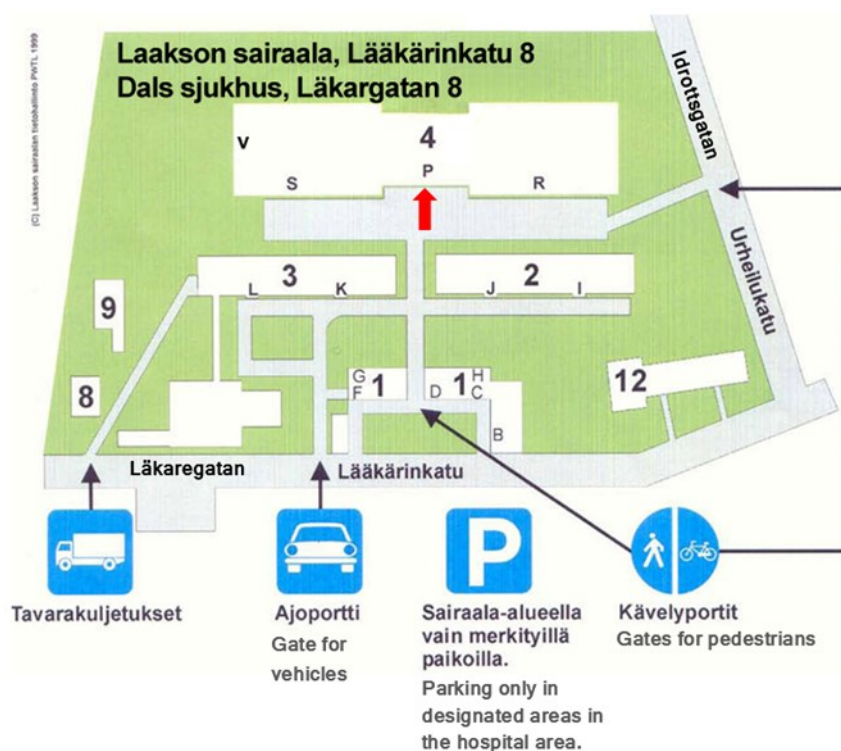 Laakson sairaala, Lääkärinkatu 8
Dals sjukhus, Läkargatan 8
(C) Laakson sairaalan tietohallinto PWTL 1999
Idrottsgatan
Urheilukatu
v
4
P
S
R
3
L
K
2
J
I
9
8
G
F
1
D
1
H
C
B
12
Läkaregatan
Lääkärinkatu
Tavarakuljetukset
Ajoportti
Gate for
vehicles
P
Sairaala-alueella
vain merkityillä
paikoilla.
Parking only in
designated areas in
the hospital area.
Kävelyportit
Gates for pedestrians